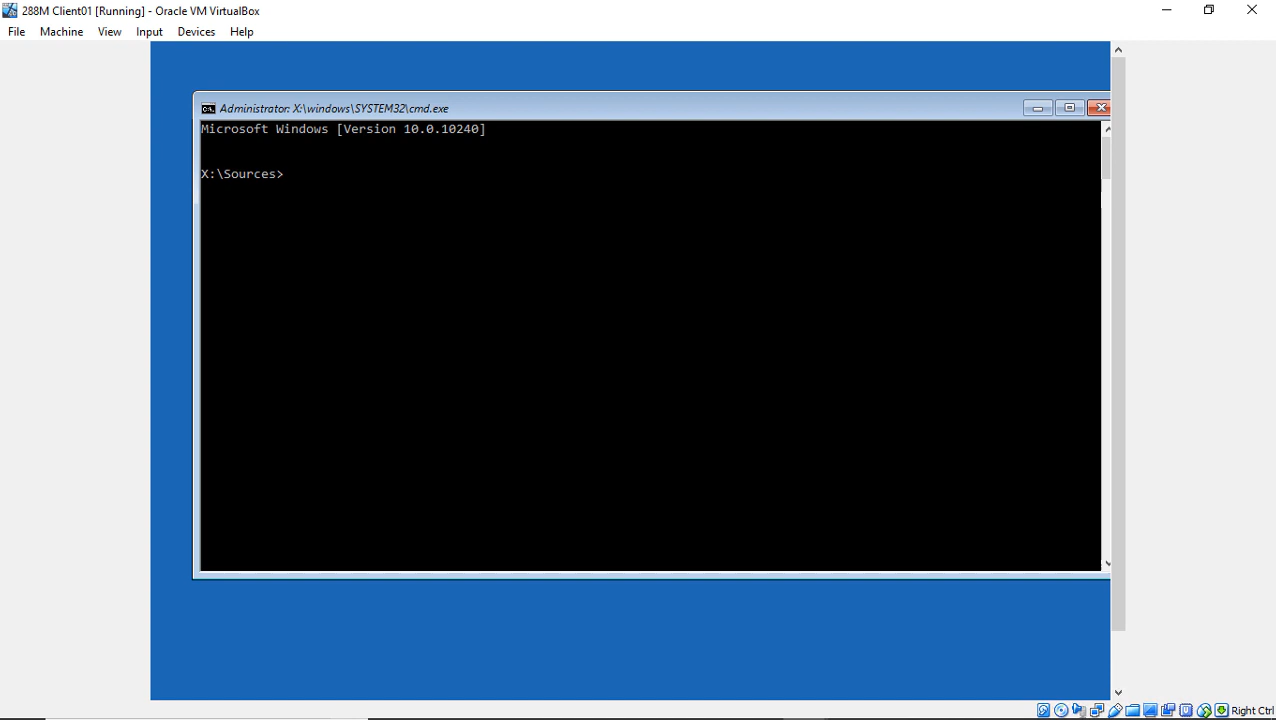 288M Client01 [Running] - Oracle VM VirtualBox
File Machine View Input Devices Help
Administrator: X:\windows\SYSTEM32\cmd.exe
Microsoft Windows [Version 10.0.10240]
X:\Sources>
Right Ctrl